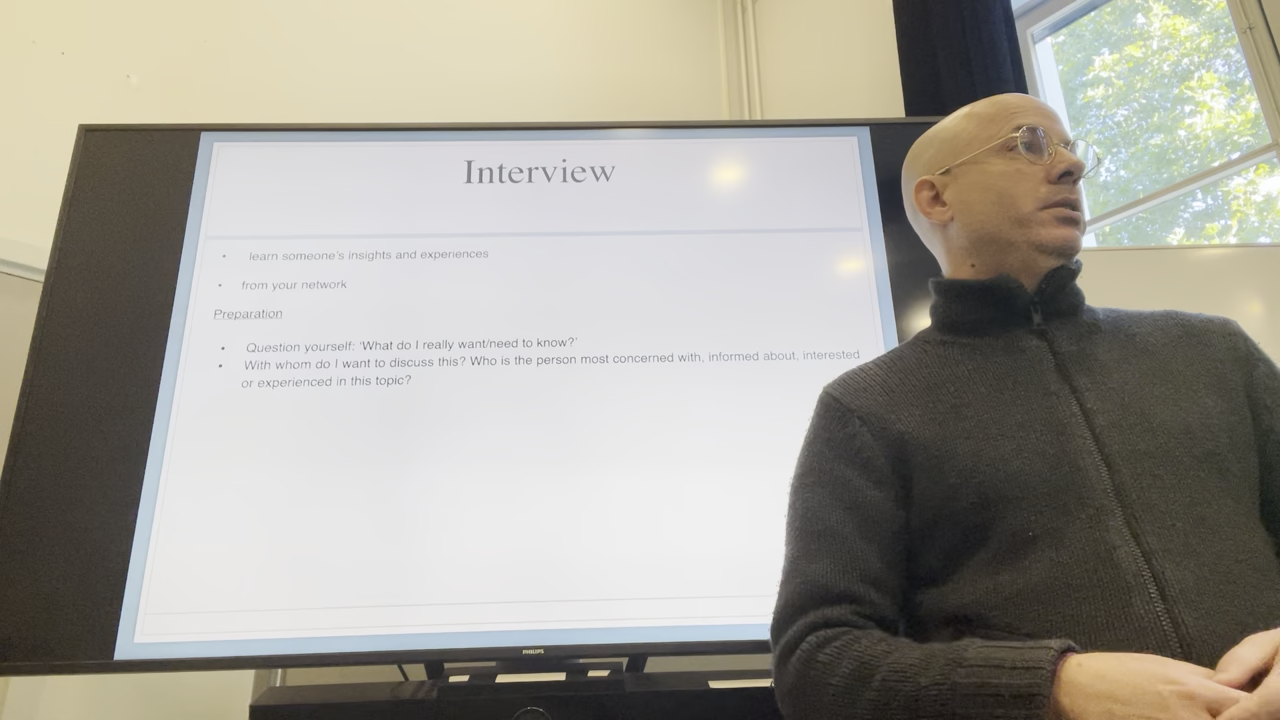 Interview
• learn someone's insights and experiences
• from your network
Preparation
• Question yourself: 'What do I really want/need to know?'
• With whom do I want to discuss this? Who is the person most concerned with, informed about, interested
or experienced in this topic?
PHILIPS